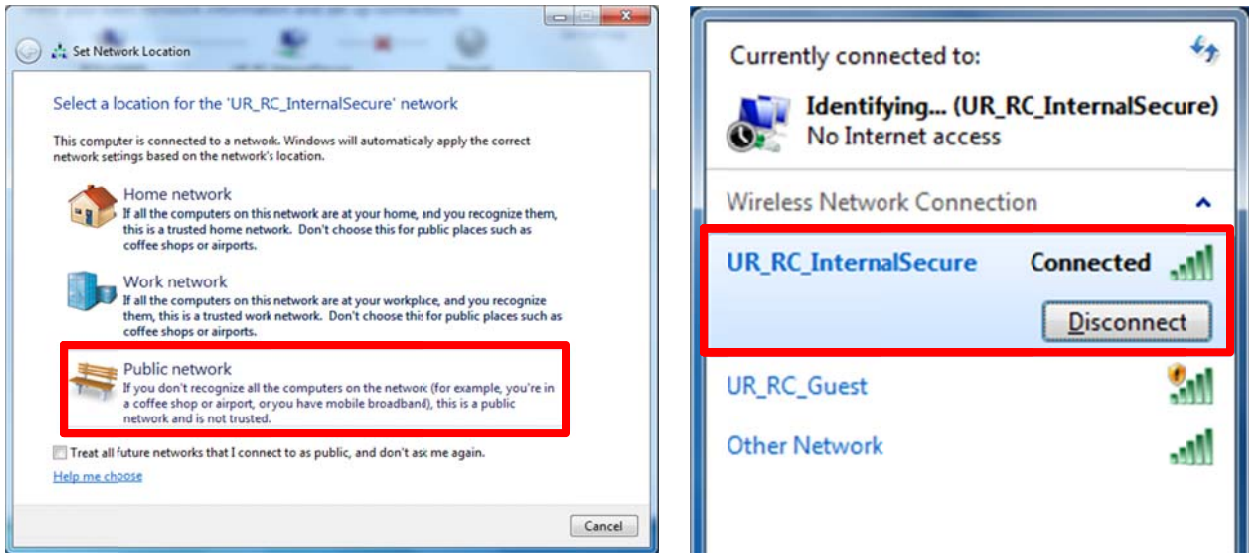 Set Network Location
Select a location for the 'UR_RC_InternalSecure' network
This computer is connected to a network. Windows will automaticaly apply the correct
network settings based on the network's location.
Home network
If all the computers on this network are at your home, and you recognize them,
this is a trusted home network. Don't choose this for public places such as
coffee shops or airports.
Work network
If all the computers on this network are at your workplace, and you recognize
them, this is a trusted work network. Don't choose this for public places such as
coffee shops or airports.
Public network
If you don't recognize all the computers on the network (for example, you're in
a coffee shop or airport, or you have mobile broadband), this is a public
network and is not trusted.
Treat all future networks that I connect to as public, and don't ask me again.
Help me choose
Cancel
Currently connected to:
Identifying... (UR_RC_InternalSecure)
No Internet access
Wireless Network Connection
UR_RC_InternalSecure Connected
Disconnect
UR_RC_Guest
Other Network